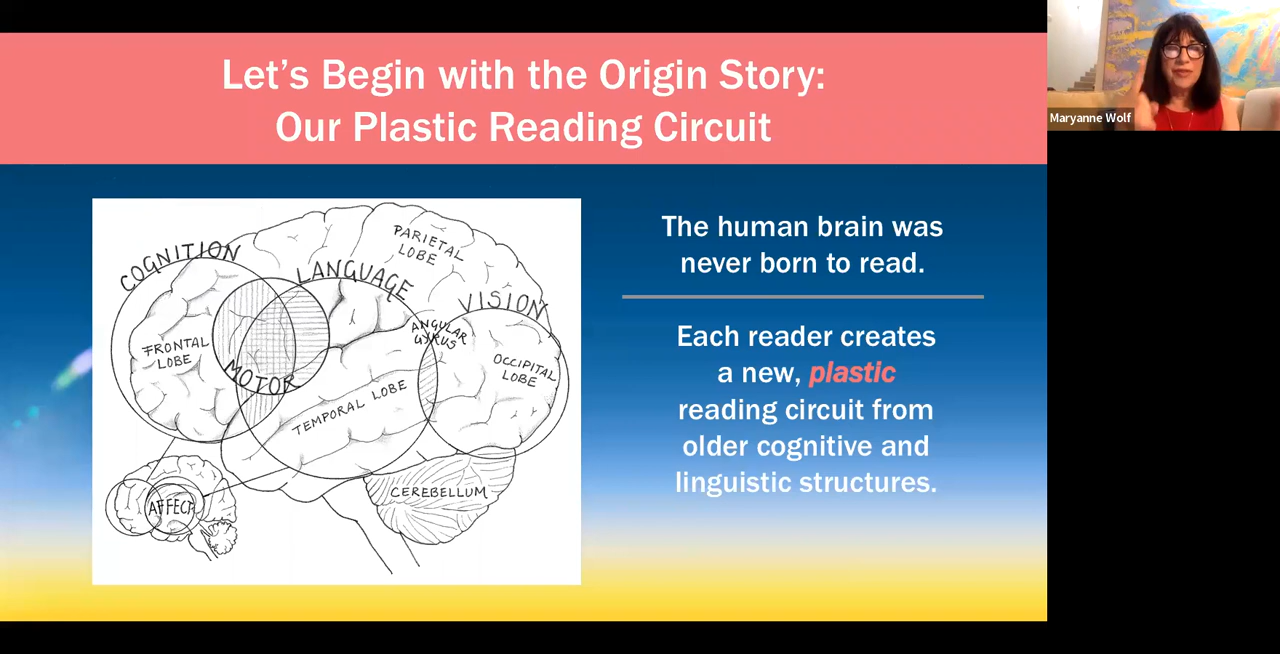 Let's Begin with the Origin Story:
Our Plastic Reading Circuit
Maryanne Wolf
COGNITION
PARIETAL
LOBE
LANGUAGE
VISION
ANGULAR
GYRUS
FRONTAL
LOBE
MOTOR
OCCIPITAL
LOBE
TEMPORAL LOBE
CEREBELLUM
AFFECT
The human brain was
never born to read.
Each reader creates
a new, plastic
reading circuit from
older cognitive and
linguistic structures.